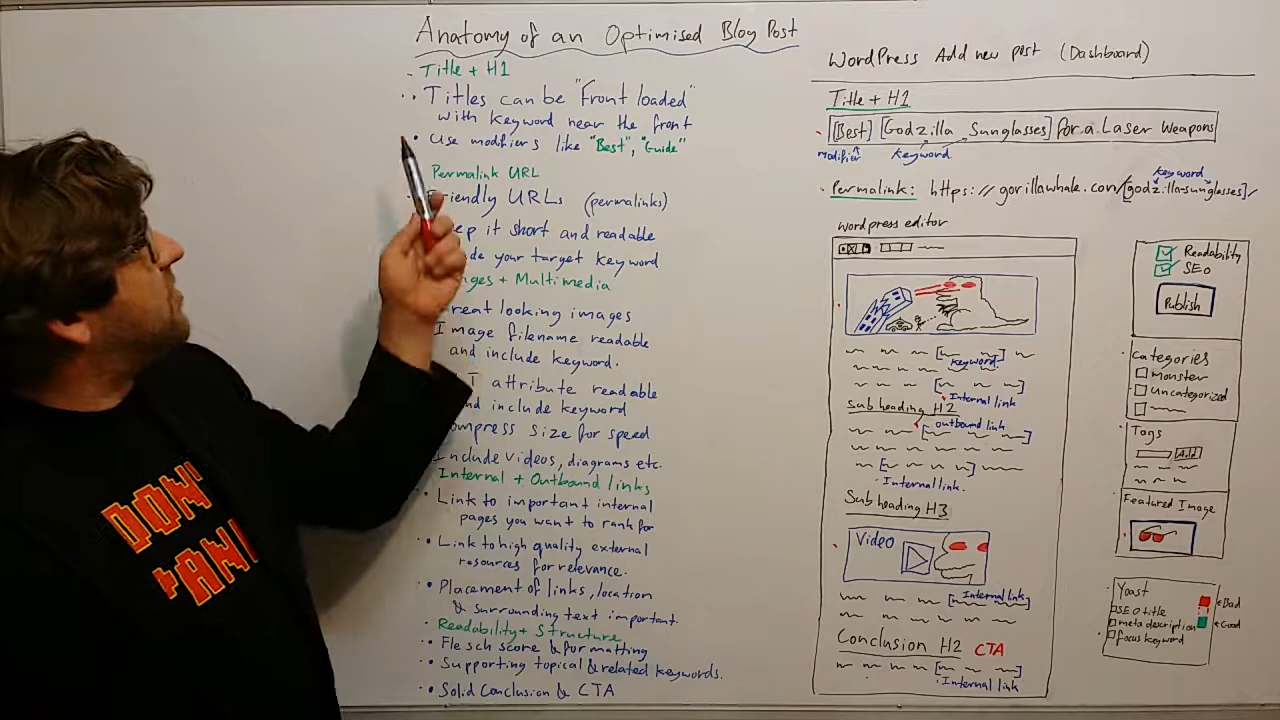 Anatomy of an Optimised Blog Post
Title + H1
Titles can be "Front loaded"
with keyword near the front
Use modifiers like "Best", "Guide"
Permalink URL
Friendly URLs (permalinks)
it short and readable
your target keyword
+ Multimedia
looking images
Image filename readable
and include keyword.
attribute readable
include keyword
size for speed
Include videos, diagrams etc.
Internal + Outbound links
Link to important internal
pages you want to rank for
Link to high quality external
resources for relevance.
Placement of links, location
& surrounding text important.
Readability + Structure
Flesch score & formatting
Supporting topical & related keywords.
Solid Conclusion & CTA
WordPress Add new post (Dashboard)
Title + H1
[Best] [Godzilla Sunglasses] for a Laser Weapons
modifier keyword
keyword
Permalink: https://gorillawhale.com/[godzilla-sunglasses]/
wordpress editor
keyword
Internal link
Sub heading H2
outbound link
Internal link.
Sub heading H3
Video
Internal link
Conclusion H2 CTA
Internal link
Readability
SEO
Publish
Categories
Monster
Uncategorized
Tags
Add
Featured Image
Yoast
SEO title
meta description
focus keyword
Bad
Good
DON'T
PANIC